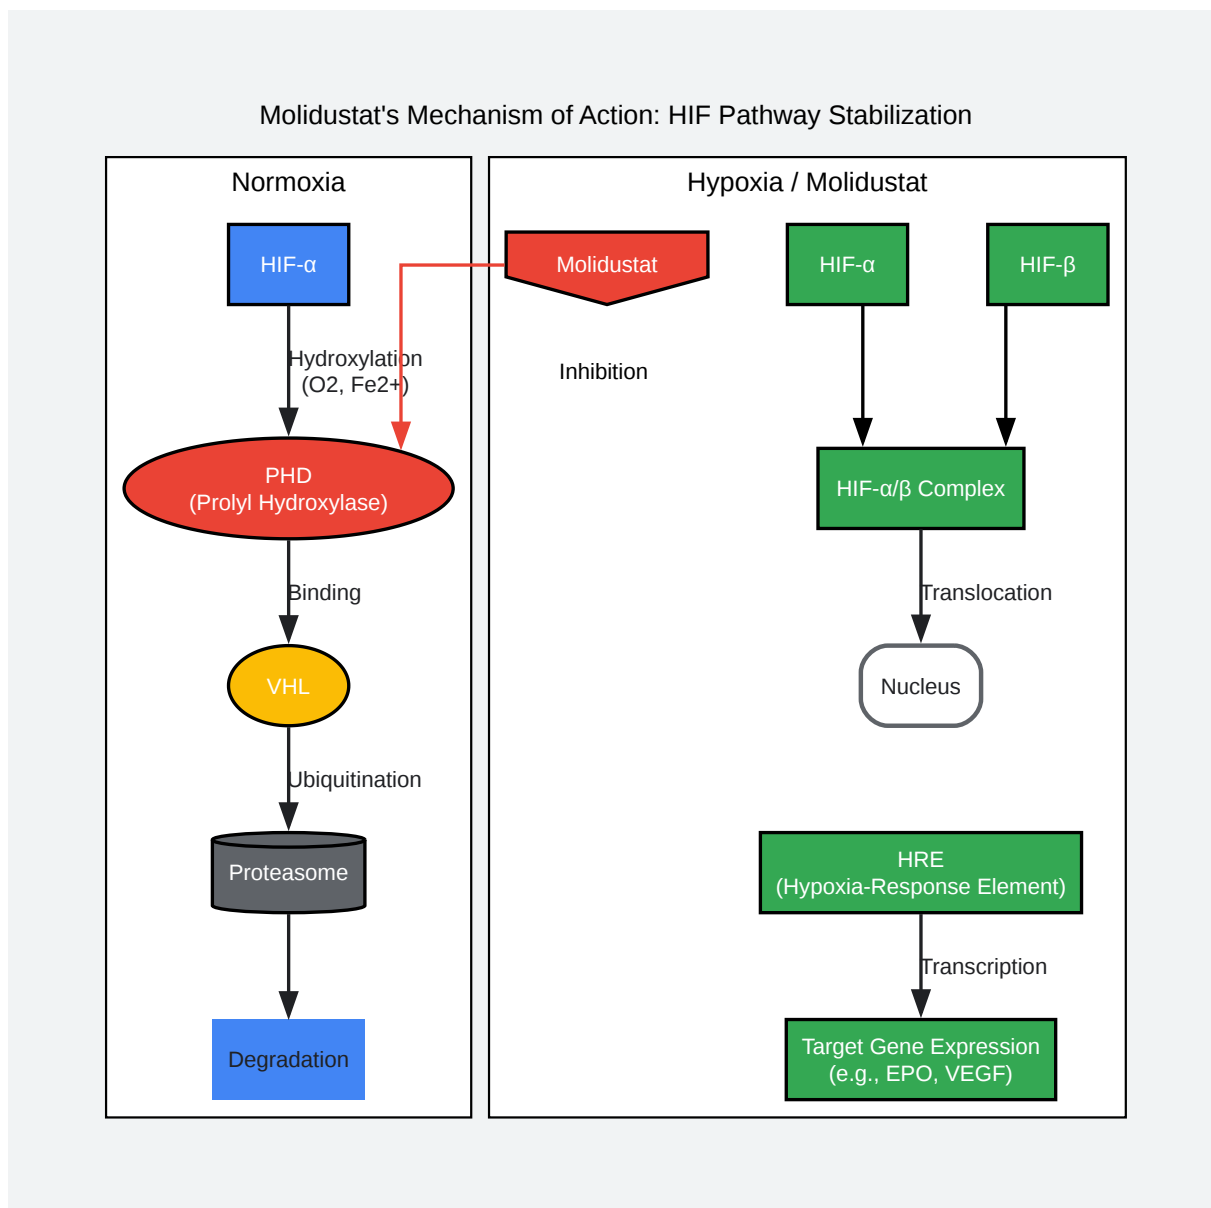 Molidustat's Mechanism of Action: HIF Pathway Stabilization
Normoxia
HIF-α
Hydroxylation
(O2, Fe2+)
PHD
(Prolyl Hydroxylase)
Binding
VHL
Ubiquitination
Proteasome
Degradation
Hypoxia / Molidustat
Molidustat
Inhibition
HIF-α
HIF-β
HIF-α/β Complex
Translocation
Nucleus
HRE
(Hypoxia-Response Element)
Transcription
Target Gene Expression
(e.g., EPO, VEGF)